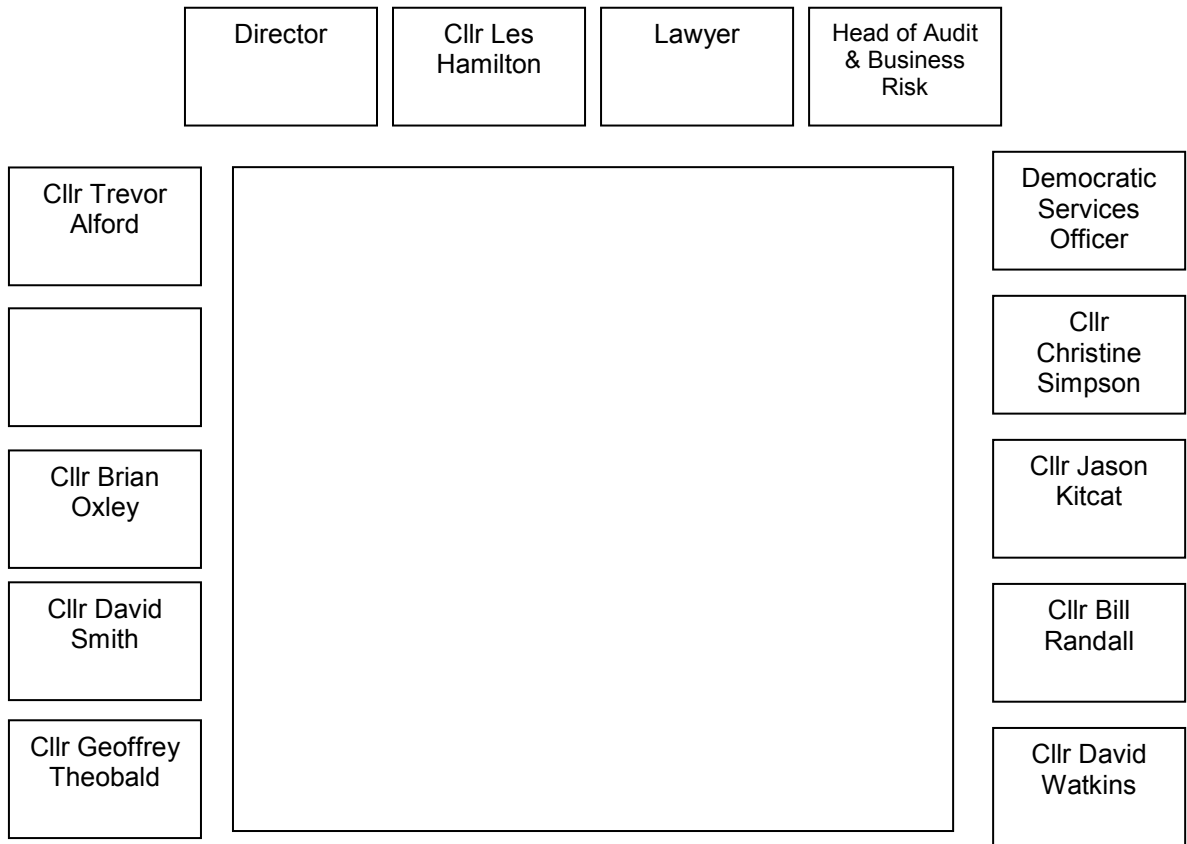 Director
Cllr Les
Hamilton
Lawyer
Head of Audit
& Business
Risk
Cllr Trevor
Alford
Cllr Brian
Oxley
Cllr David
Smith
Cllr Geoffrey
Theobald
Democratic
Services
Officer
Cllr
Christine
Simpson
Cllr Jason
Kitcat
Cllr Bill
Randall
Cllr David
Watkins